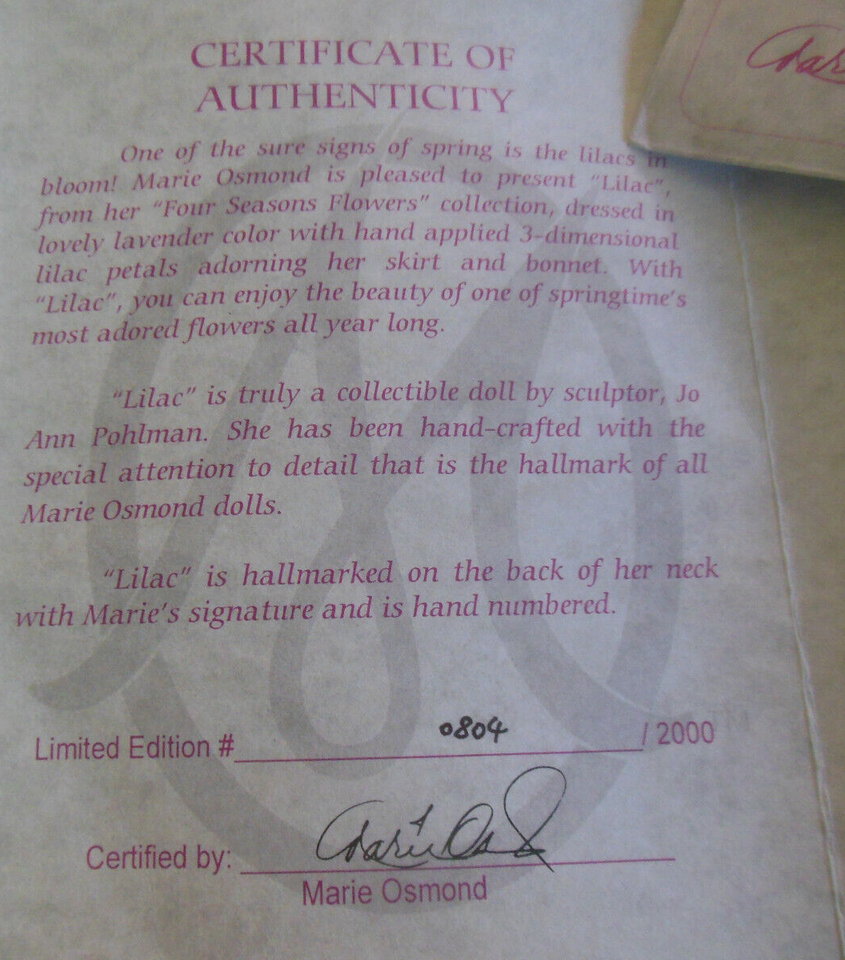 CERTIFICATE OF
AUTHENTICITY
One of the sure signs of spring is the lilacs in
bloom! Marie Osmond is pleased to present "Lilac",
from her "Four Seasons Flowers" collection, dressed in
lovely lavender color with hand applied 3-dimensional
lilac petals adorning her skirt and bonnet. With
"Lilac", you can enjoy the beauty of one of springtime's
most adored flowers all year long.
"Lilac" is truly a collectible doll by sculptor, Jo
Ann Pohlman. She has been hand-crafted with the
special attention to detail that is the hallmark of all
Marie Osmond dolls.
"Lilac" is hallmarked on the back of her neck
with Marie's signature and is hand numbered.
Limited Edition # 0804 / 2000
Certified by:
Marie Osmond